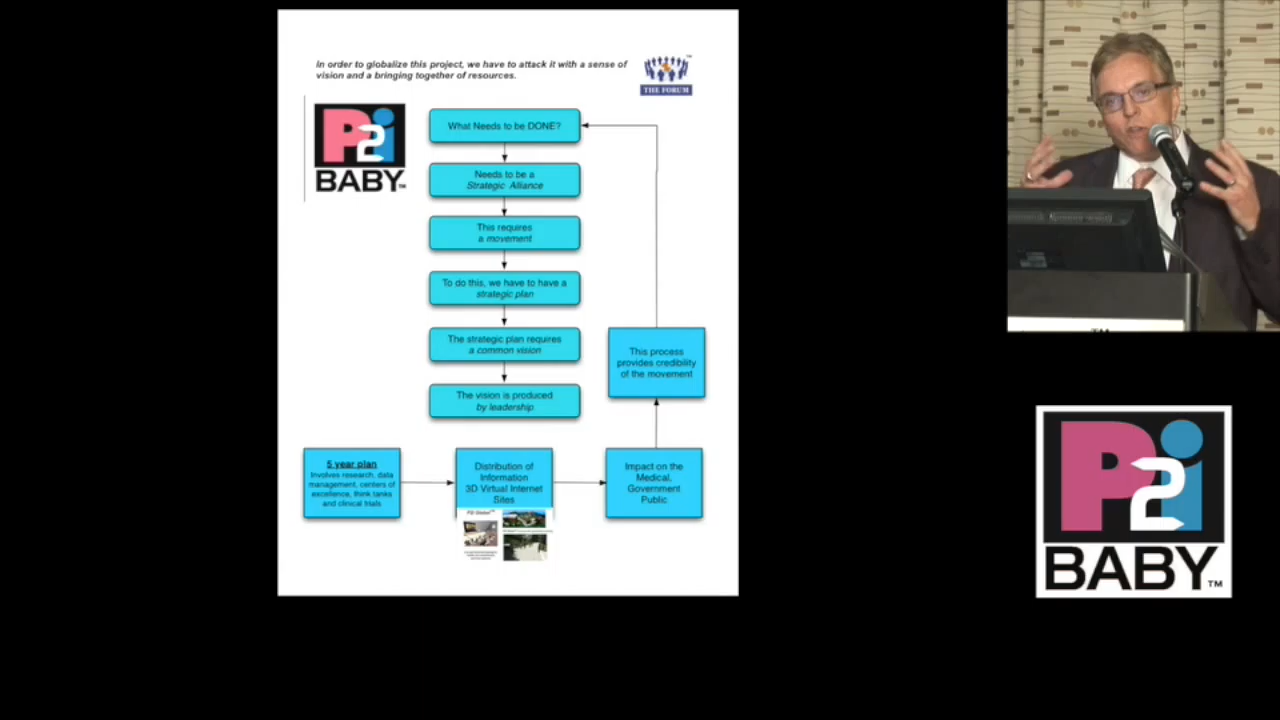 In order to globalize this project, we have to attack it with a sense of
vision and a bringing together of resources.
™
THE FORUM
P2i
BABY™
What Needs to be DONE?
Needs to be a
Strategic Alliance
This requires
a movement
To do this, we have to have a
strategic plan
The strategic plan requires
a common vision
The vision is produced
by leadership
This process
provides credibility
of the movement
5 year plan
Involves research, data
management, centers of
excellence, think tanks
and clinical trials
Distribution of
Information
3D Virtual Internet
Sites
Impact on the
Medical,
Government
Public
P2i
BABY™